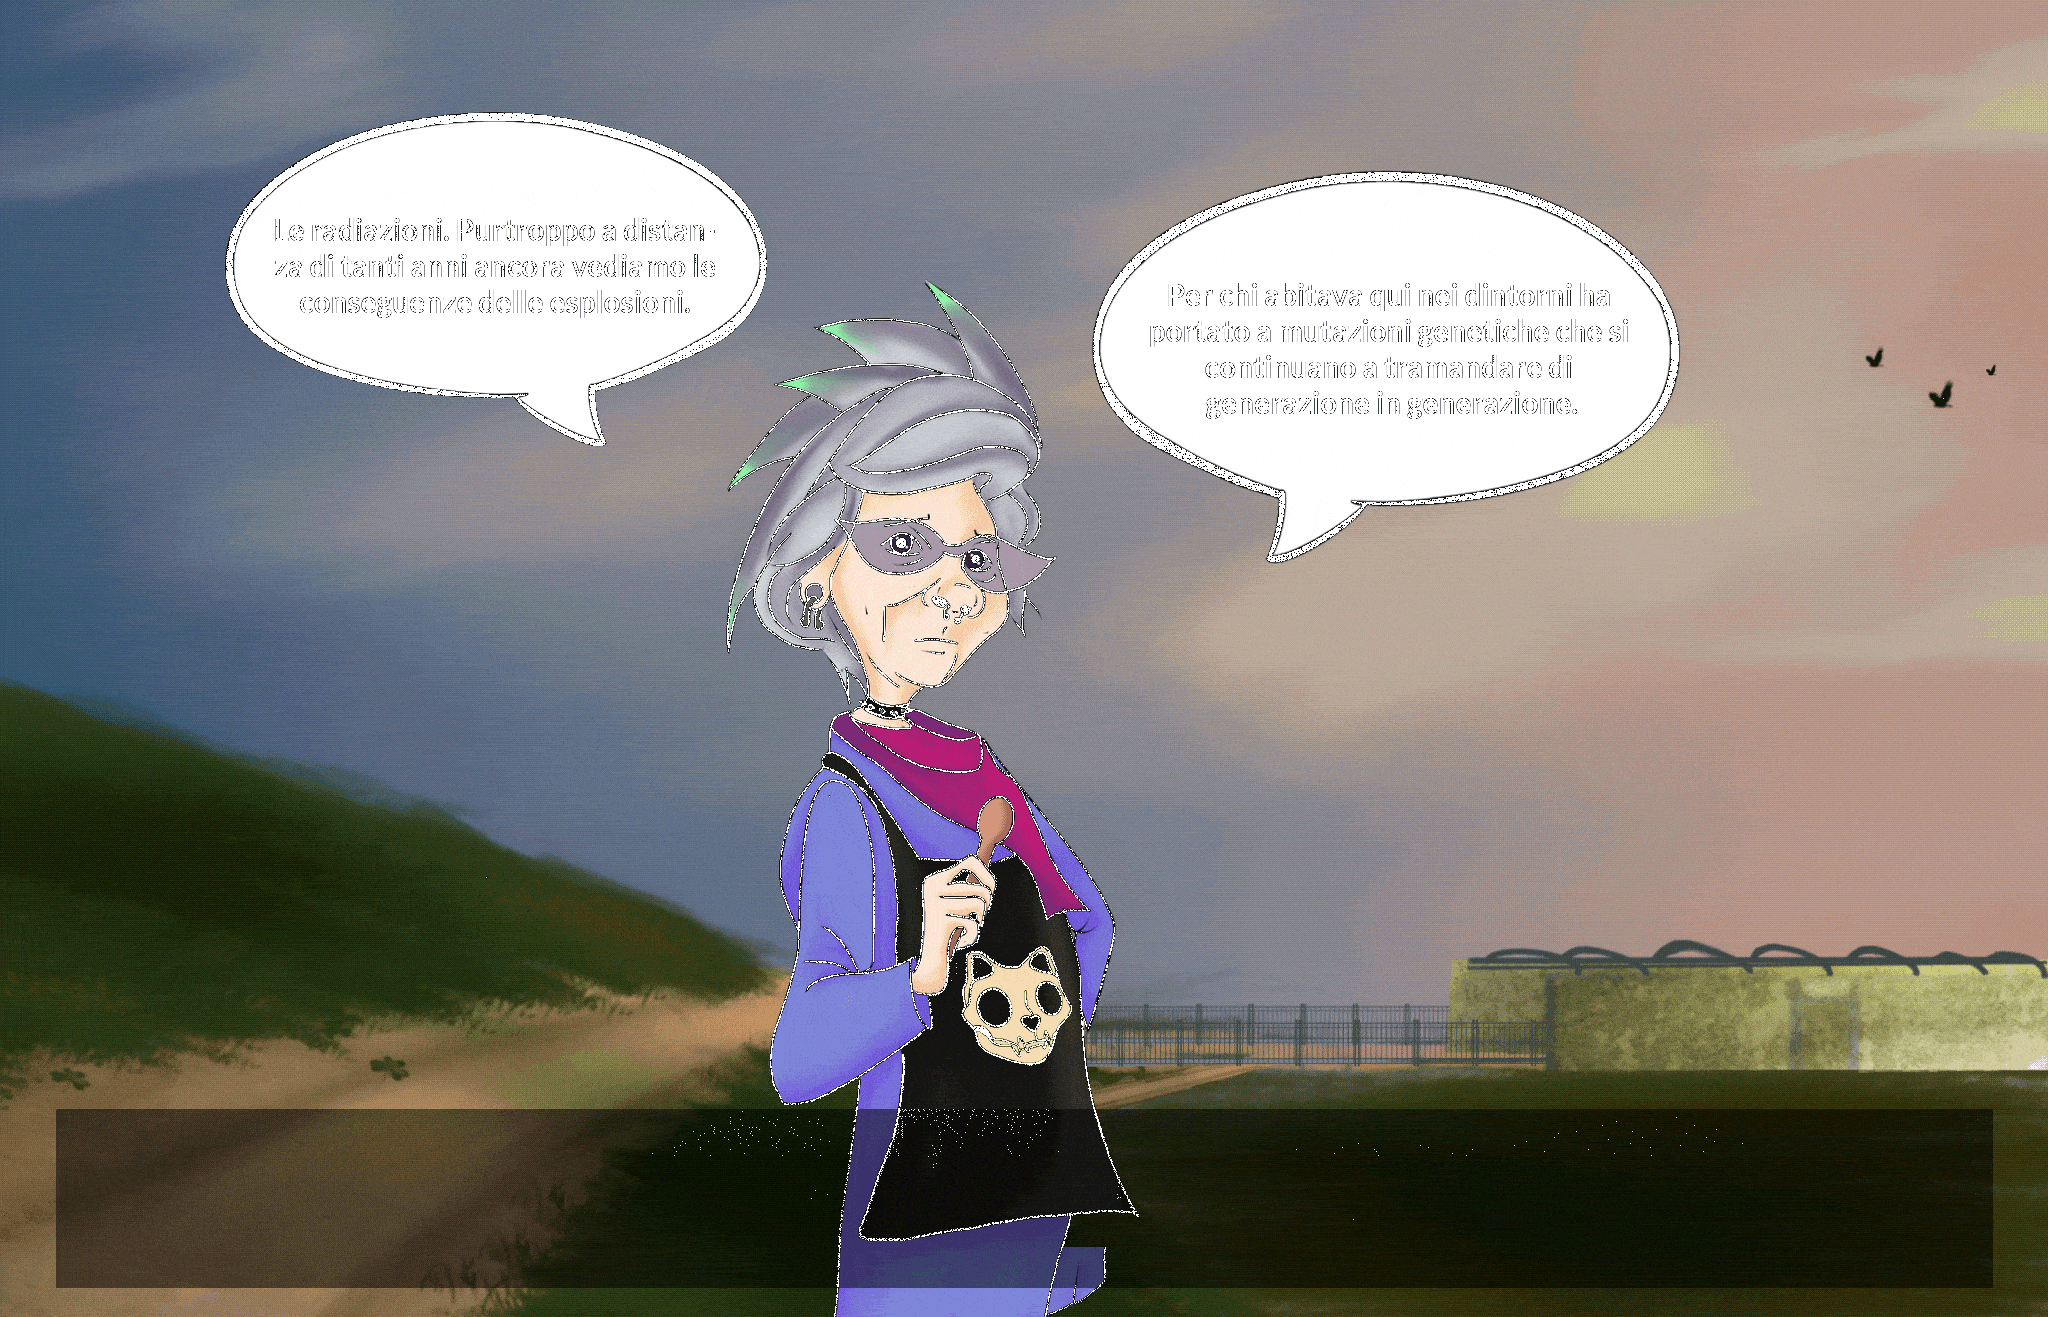 Le radiazioni. Purtroppo a distan-
za di tanti anni ancora vediamo le
conseguenze delle esplosioni.
Per chi abitava qui nei dintorni ha
portato a mutazioni genetiche che si
continuano a tramandare di
generazione in generazione.